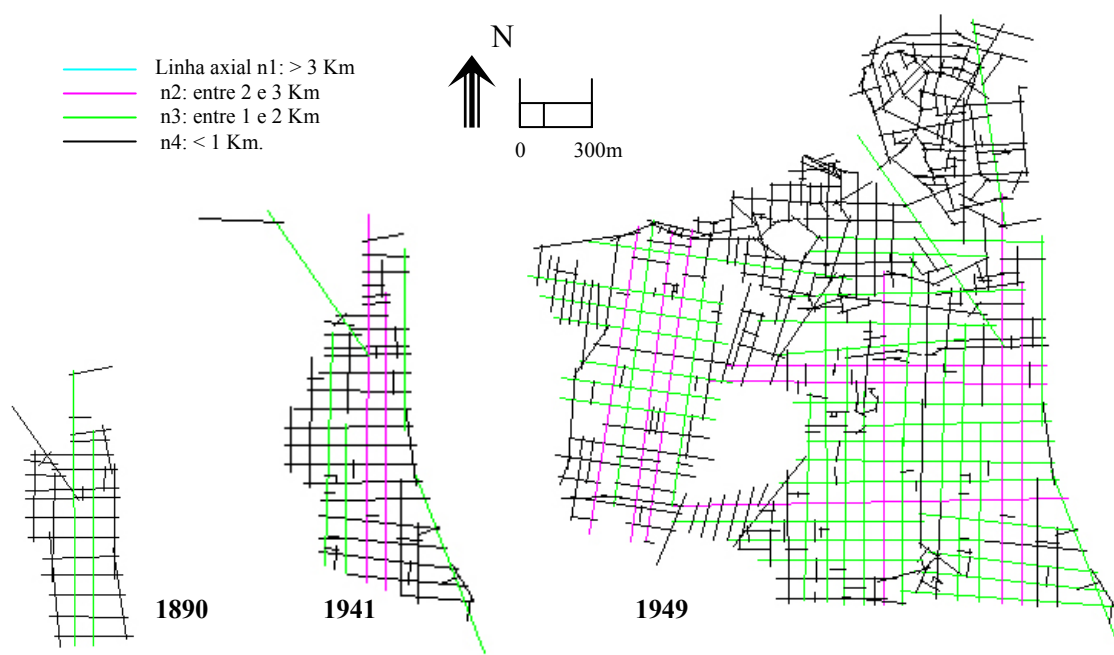 N
Linha axial n1: > 3 Km
n2: entre 2 e 3 Km
n3: entre 1 e 2 Km
n4: < 1 Km.
0 300m
1890
1941
1949